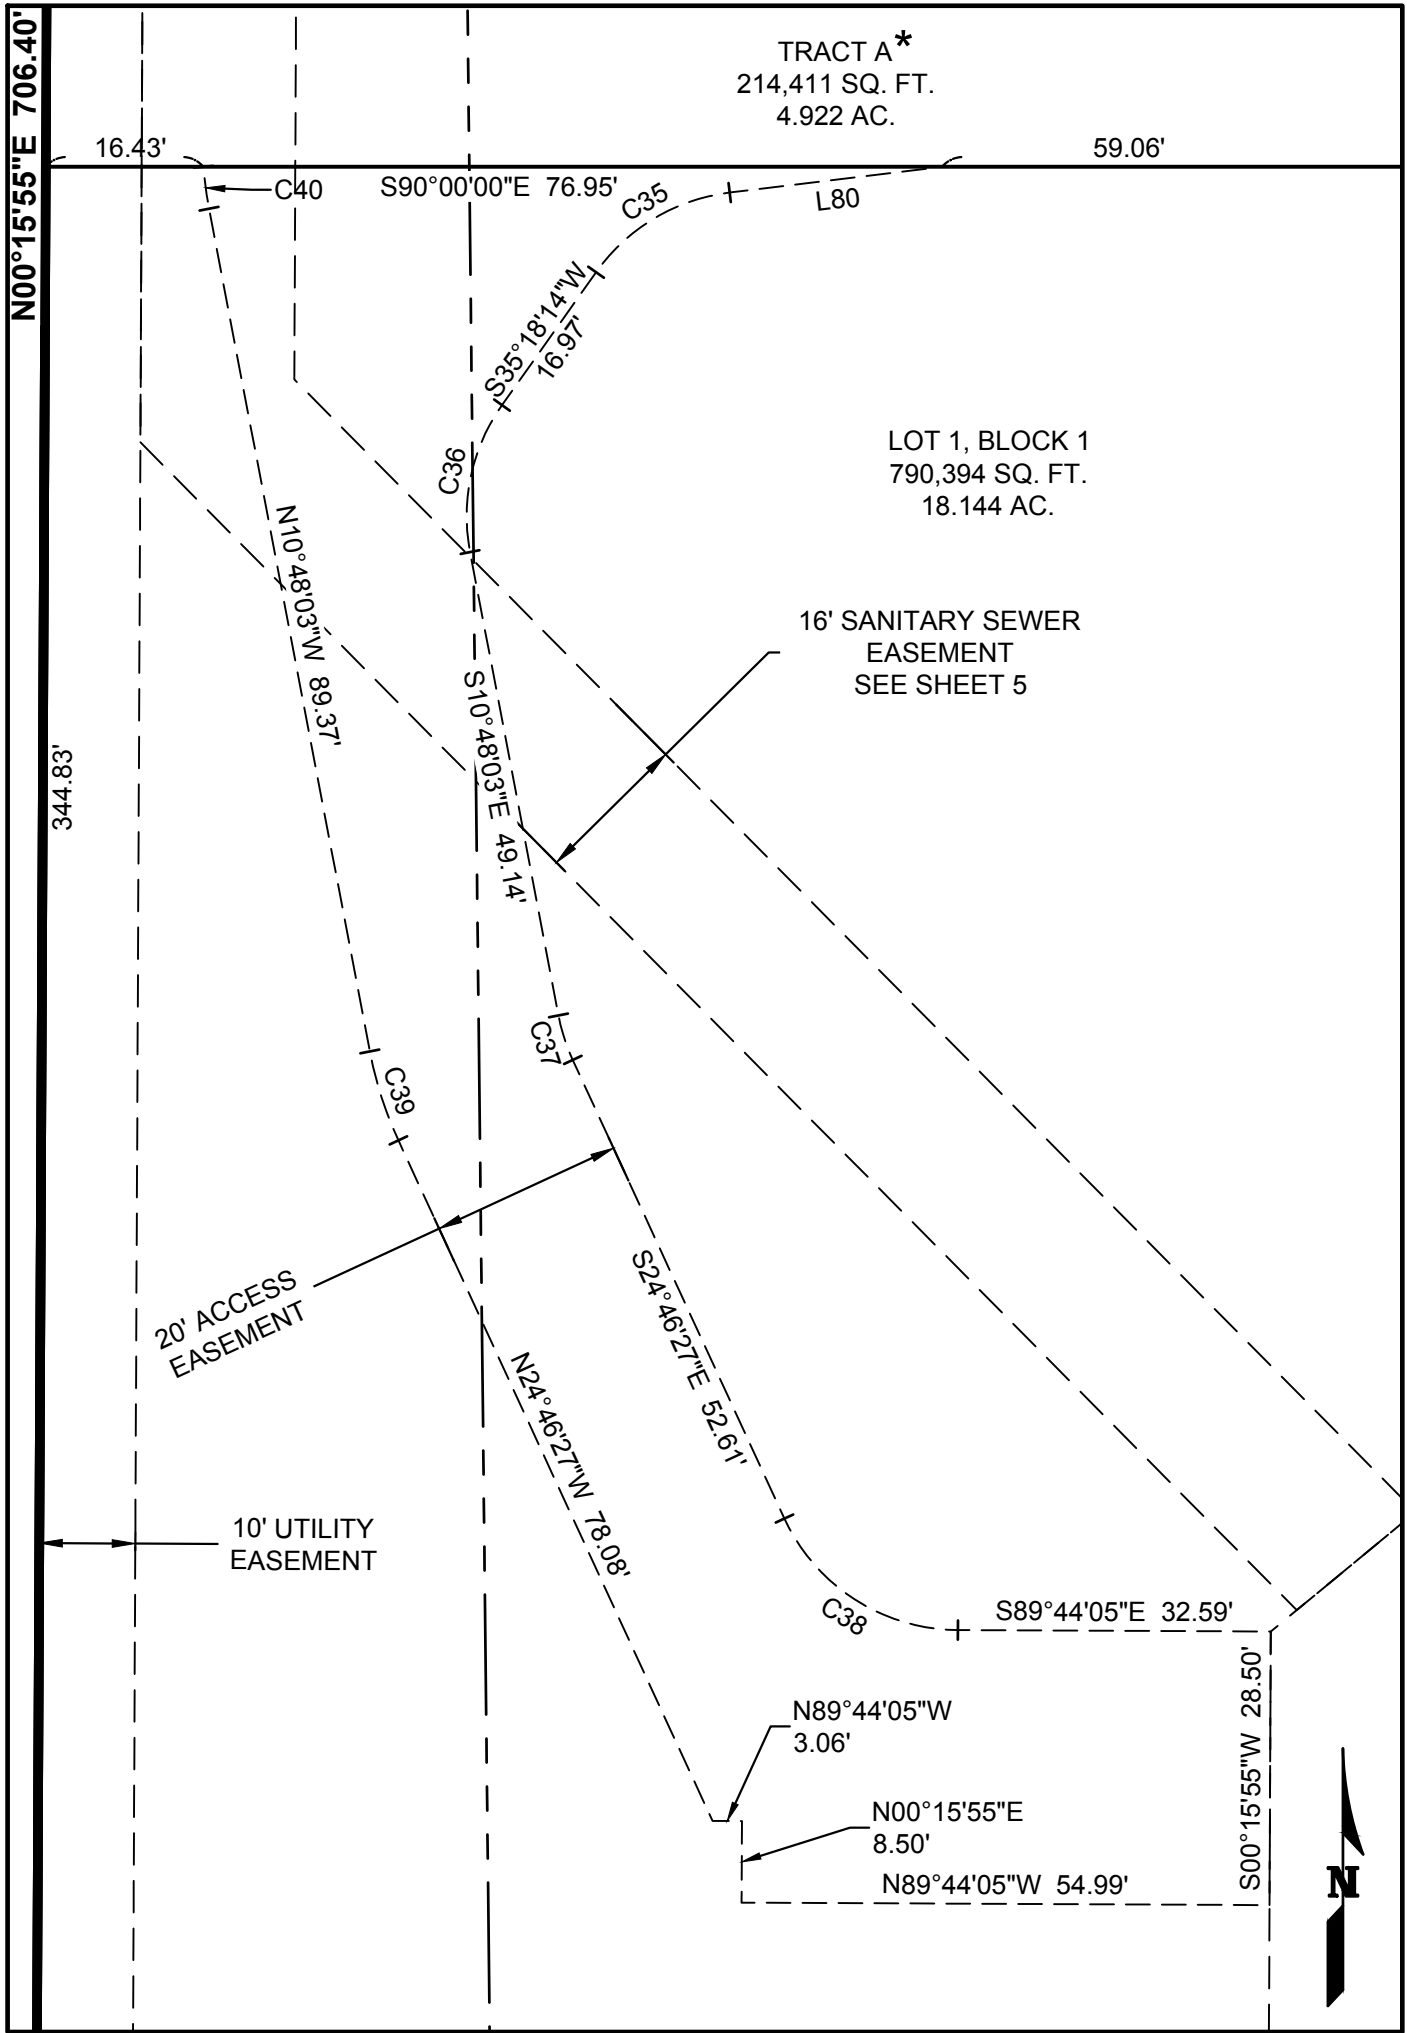 N00°15'55"E 706.40'
TRACT A*
214,411 SQ. FT.
4.922 AC.
16.43'
59.06'
C40
S90°00'00"E 76.95'
C35
L80
S35°18'14"W
16.97'
C36
LOT 1, BLOCK 1
790,394 SQ. FT.
18.144 AC.
N10°48'03"W 89.37'
16' SANITARY SEWER
EASEMENT
SEE SHEET 5
S10°48'03"E 49.14'
344.83'
C37
C39
20' ACCESS
EASEMENT
S24°46'27"E 52.61'
N24°46'27"W 78.08'
10' UTILITY
EASEMENT
C38
S89°44'05"E 32.59'
S00°15'55"W 28.50'
N89°44'05"W
3.06'
N00°15'55"E
8.50'
N89°44'05"W 54.99'
N